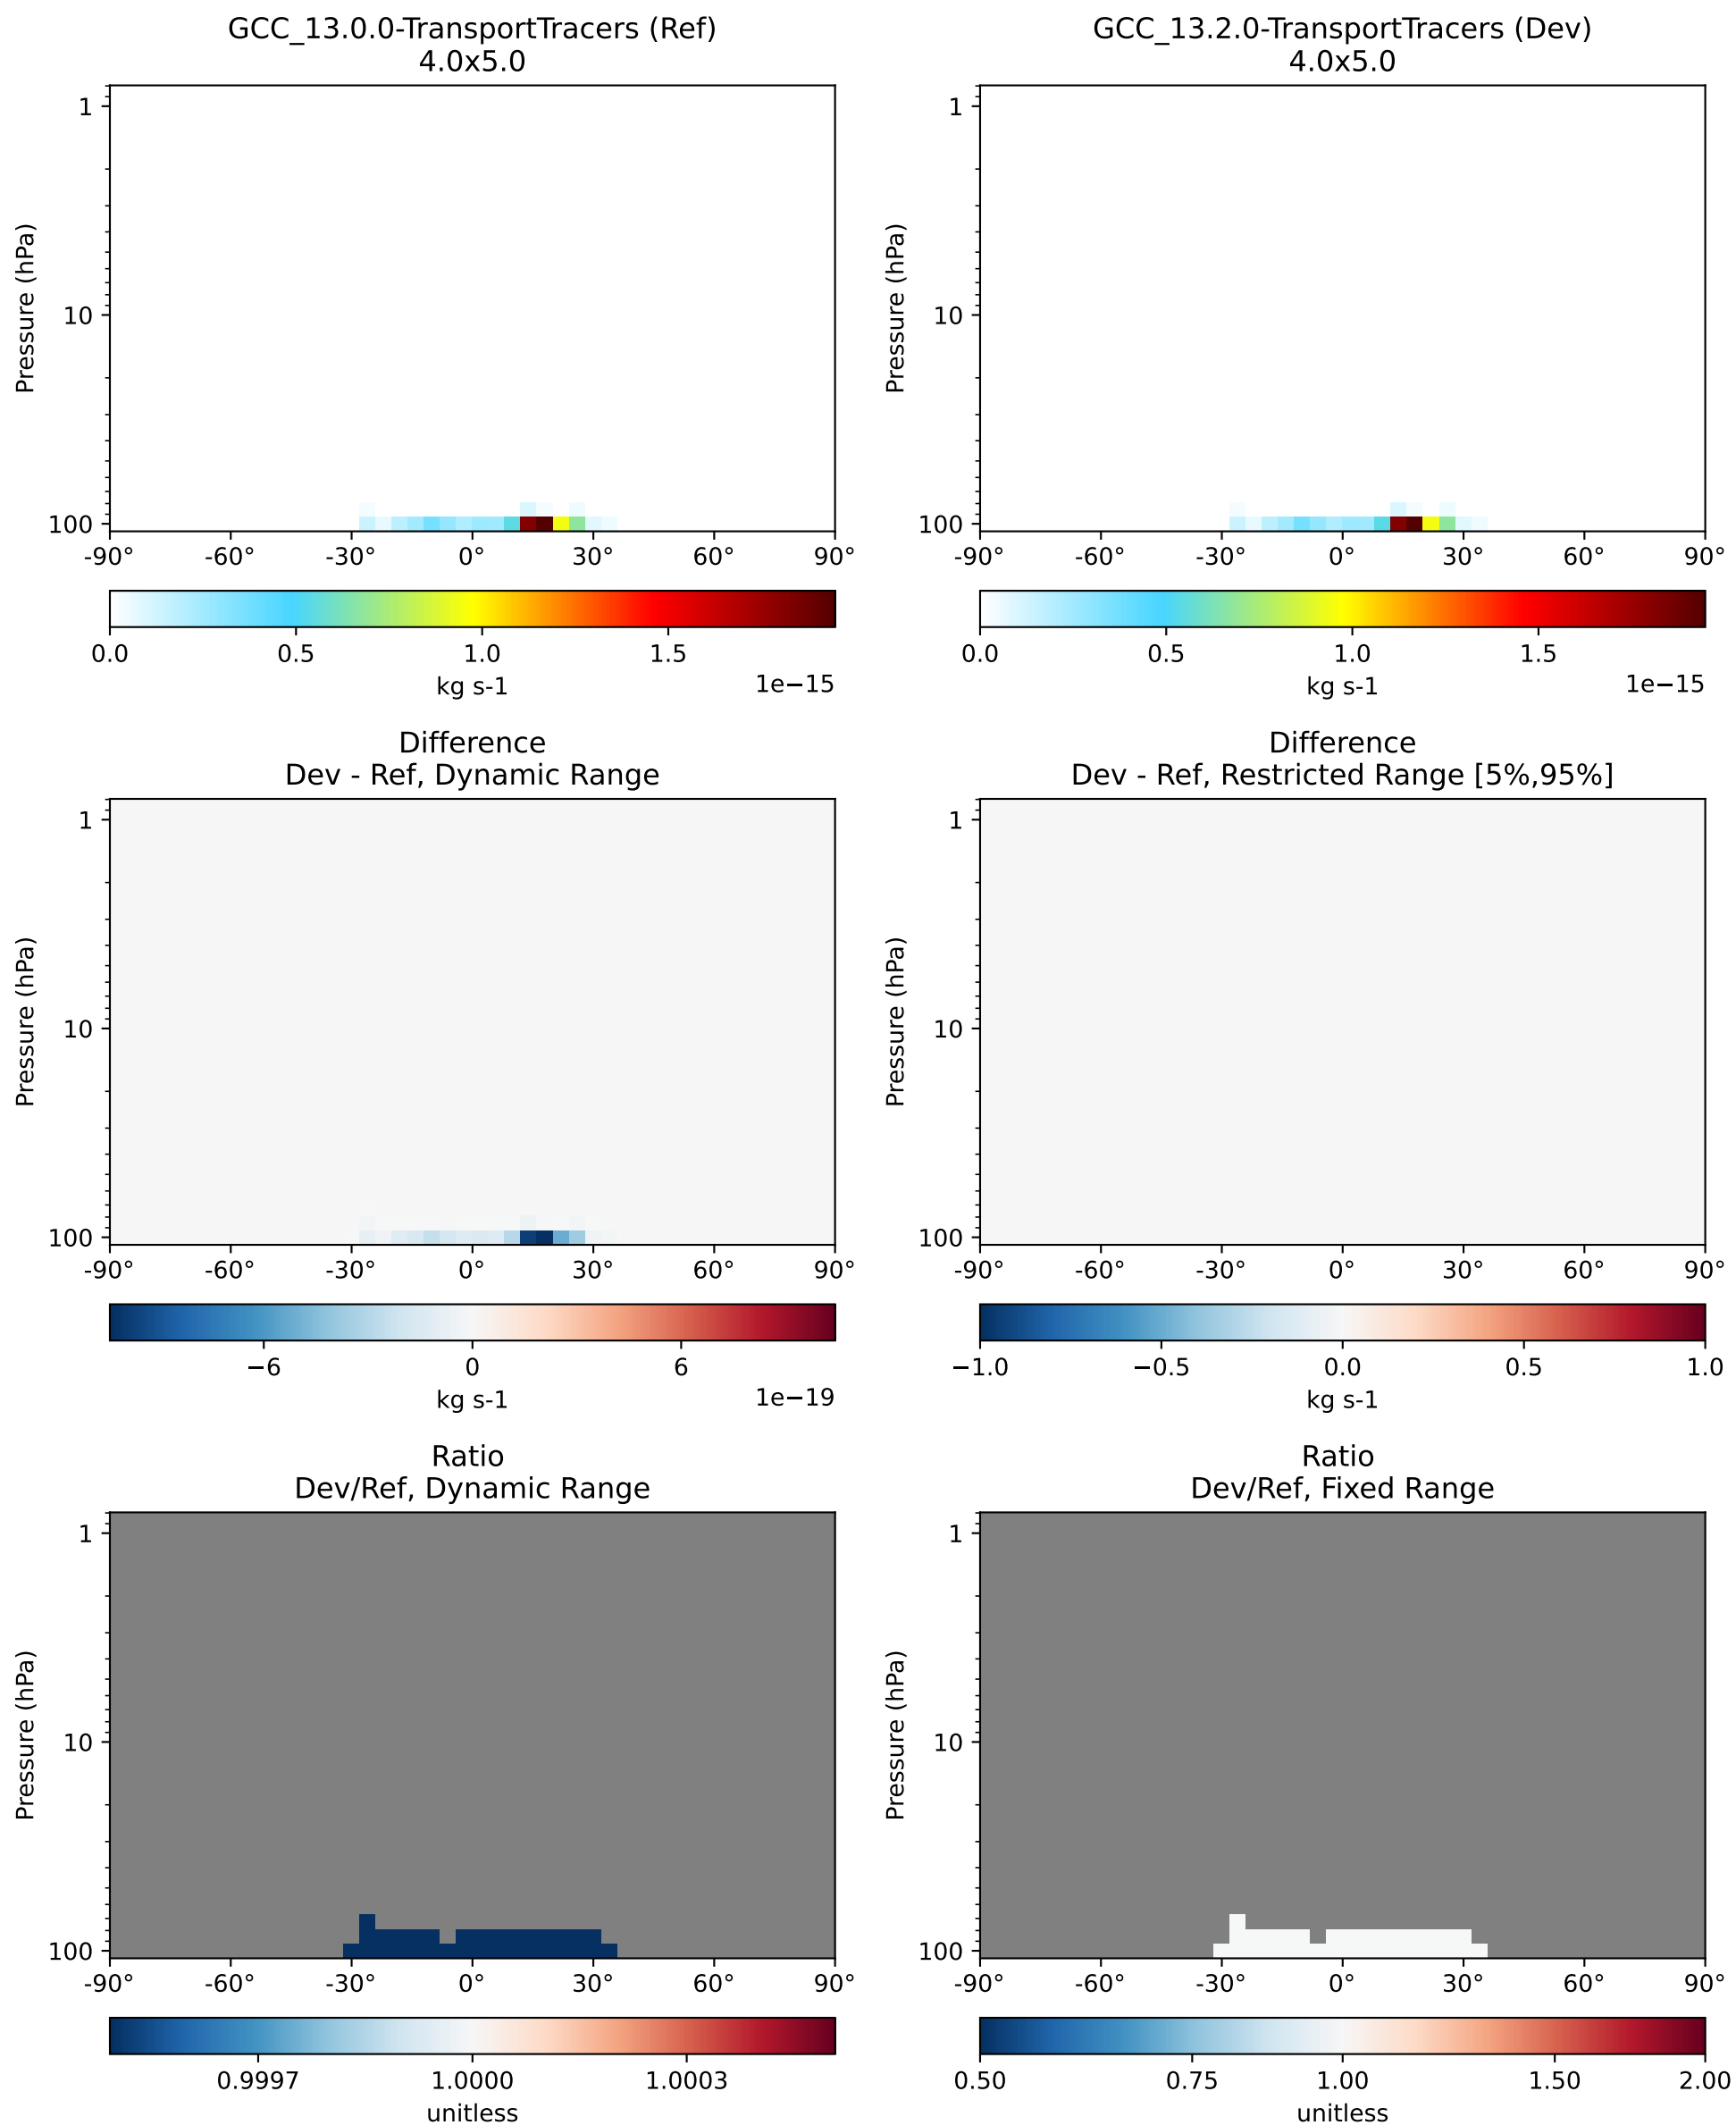 GCC_13.0.0-TransportTracers (Ref)
4.0x5.0
Pressure (hPa)
1
10
100
-90° -60° -30° 0° 30° 60° 90°
0.0 0.5 1.0 1.5
kg s-1 1e−15
GCC_13.2.0-TransportTracers (Dev)
4.0x5.0
Pressure (hPa)
1
10
100
-90° -60° -30° 0° 30° 60° 90°
0.0 0.5 1.0 1.5
kg s-1 1e−15
Difference
Dev - Ref, Dynamic Range
Pressure (hPa)
1
10
100
-90° -60° -30° 0° 30° 60° 90°
−6 0 6
kg s-1 1e−19
Difference
Dev - Ref, Restricted Range [5%,95%]
Pressure (hPa)
1
10
100
-90° -60° -30° 0° 30° 60° 90°
−1.0 −0.5 0.0 0.5 1.0
kg s-1
Ratio
Dev/Ref, Dynamic Range
Pressure (hPa)
1
10
100
-90° -60° -30° 0° 30° 60° 90°
0.9997 1.0000 1.0003
unitless
Ratio
Dev/Ref, Fixed Range
Pressure (hPa)
1
10
100
-90° -60° -30° 0° 30° 60° 90°
0.50 0.75 1.00 1.50 2.00
unitless